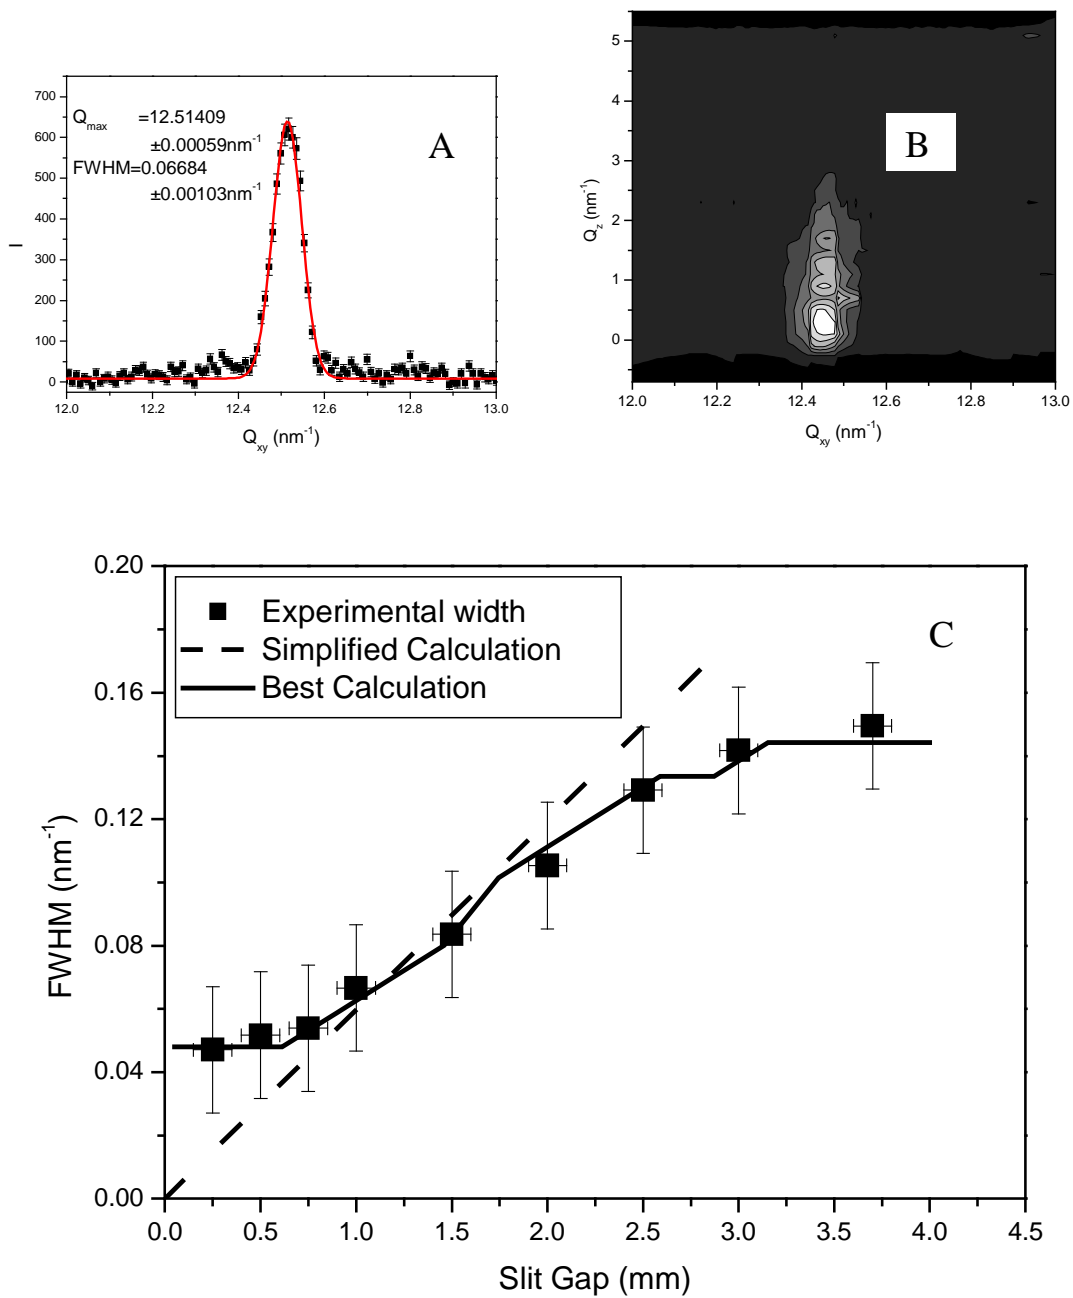 Qmax =12.51409
±0.00059nm-1
FWHM=0.06684
±0.00103nm-1
A
700
600
500
400
300
200
100
0
I
12.0 12.2 12.4 12.6 12.8 13.0
Qxy (nm-1)
B
5
4
3
2
1
0
Qz (nm-1)
12.0 12.2 12.4 12.6 12.8 13.0
Qxy (nm-1)
C
Experimental width
Simplified Calculation
Best Calculation
0.20
0.16
0.12
0.08
0.04
0.00
FWHM (nm-1)
0.0 0.5 1.0 1.5 2.0 2.5 3.0 3.5 4.0 4.5
Slit Gap (mm)